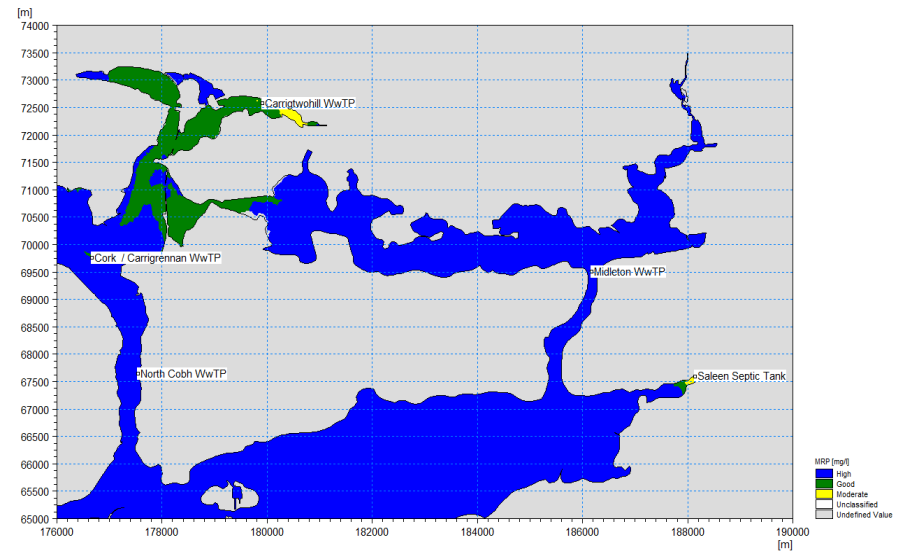 [m]
74000
73500
73000
72500
72000
71500
71000
70500
70000
69500
69000
68500
68000
67500
67000
66500
66000
65500
65000
Carrigtwohill WwTP
Cork / Carrigrennan WwTP
Midleton WwTP
North Cobh WwTP
Saleen Septic Tank
176000 178000 180000 182000 184000 186000 188000 190000
[m]
MRP [mg/l]
High
Good
Moderate
Unclassified
Undefined Value